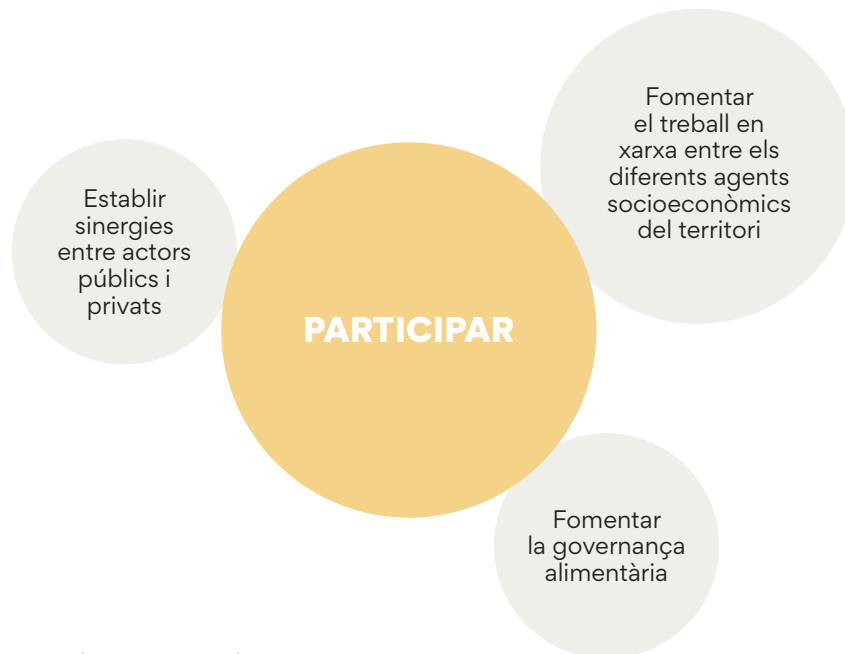 Fomentar
el treball en
xarxa entre els
diferents agents
socioeconòmics
del territori
Establir
sinergies
entre actors
públics i
privats
PARTICIPAR
Fomentar
la governança
alimentària